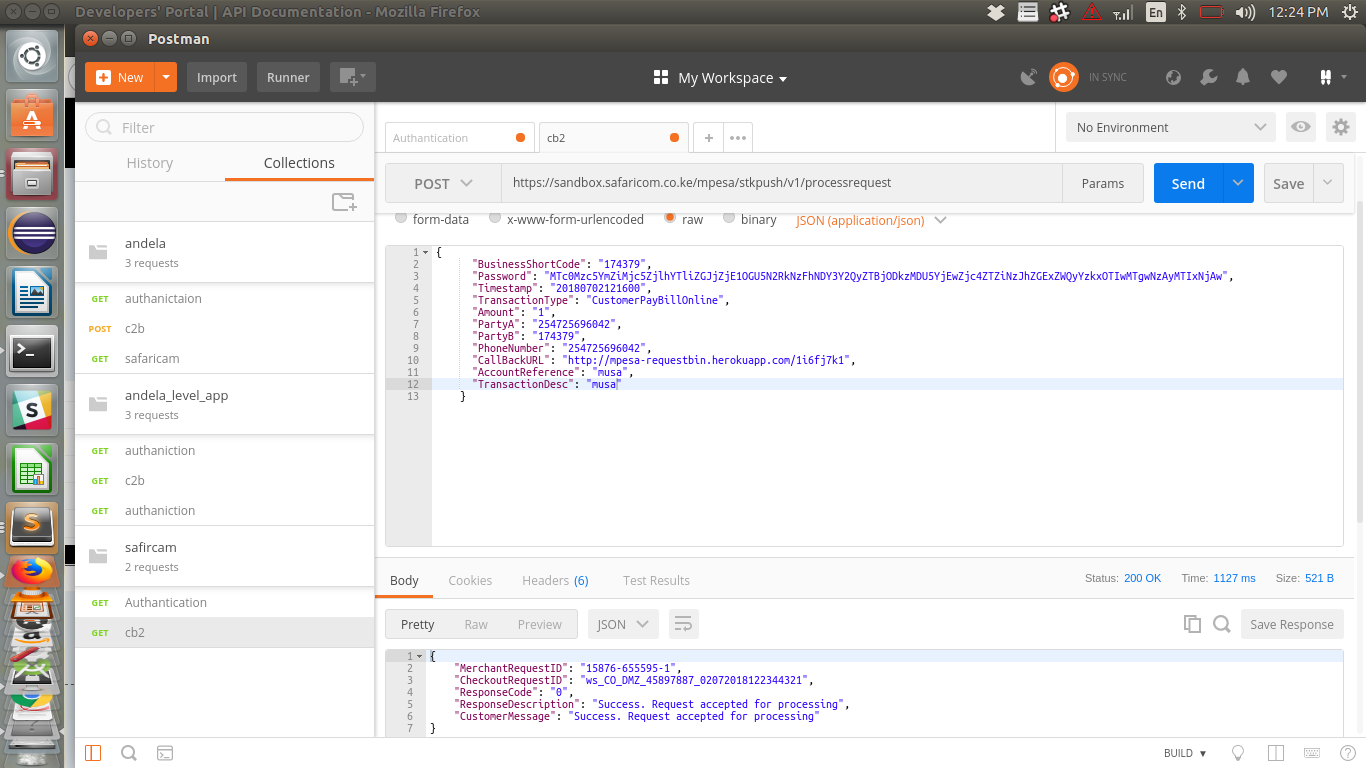 Developers' Portal | API Documentation - Mozilla Firefox
En
12:24 PM
Postman
New
Import
Runner
My Workspace
IN SYNC
Filter
History
Collections
andela
3 requests
GET authanictaion
POST c2b
GET safaricam
andela_level_app
3 requests
GET authaniction
GET c2b
GET authaniction
safircam
2 requests
GET Authantication
GET cb2
Authantication
cb2
No Environment
POST
https://sandbox.safaricom.co.ke/mpesa/stkpush/v1/processrequest
Params
Send
Save
form-data
x-www-form-urlencoded
raw
binary
JSON (application/json)
1 {
2 "BusinessShortCode": "174379",
3 "Password": "MTc0Mzc5YmZiMjc5ZjlhYTliZGJjZjE1OGU5N2RkNzFhNDY3Y2QyZTBjODkzMDU5YjEwZjc4ZTZiNzJhZGExZWQyYzkxOTIwMTgwNzAyMTIxNjAw",
4 "Timestamp": "20180702121600",
5 "TransactionType": "CustomerPayBillOnline",
6 "Amount": "1",
7 "PartyA": "254725696042",
8 "PartyB": "174379",
9 "PhoneNumber": "254725696042",
10 "CallBackURL": "http://mpesa-requestbin.herokuapp.com/1i6fj7k1",
11 "AccountReference": "musa",
12 "TransactionDesc": "musa"
13 }
Body
Cookies
Headers (6)
Test Results
Status: 200 OK
Time: 1127 ms
Size: 521 B
Pretty
Raw
Preview
JSON
Save Response
1 {
2 "MerchantRequestID": "15876-655595-1",
3 "CheckoutRequestID": "ws_CO_DMZ_45897887_02072018122344321",
4 "ResponseCode": "0",
5 "ResponseDescription": "Success. Request accepted for processing",
6 "CustomerMessage": "Success. Request accepted for processing"
7 }
BUILD